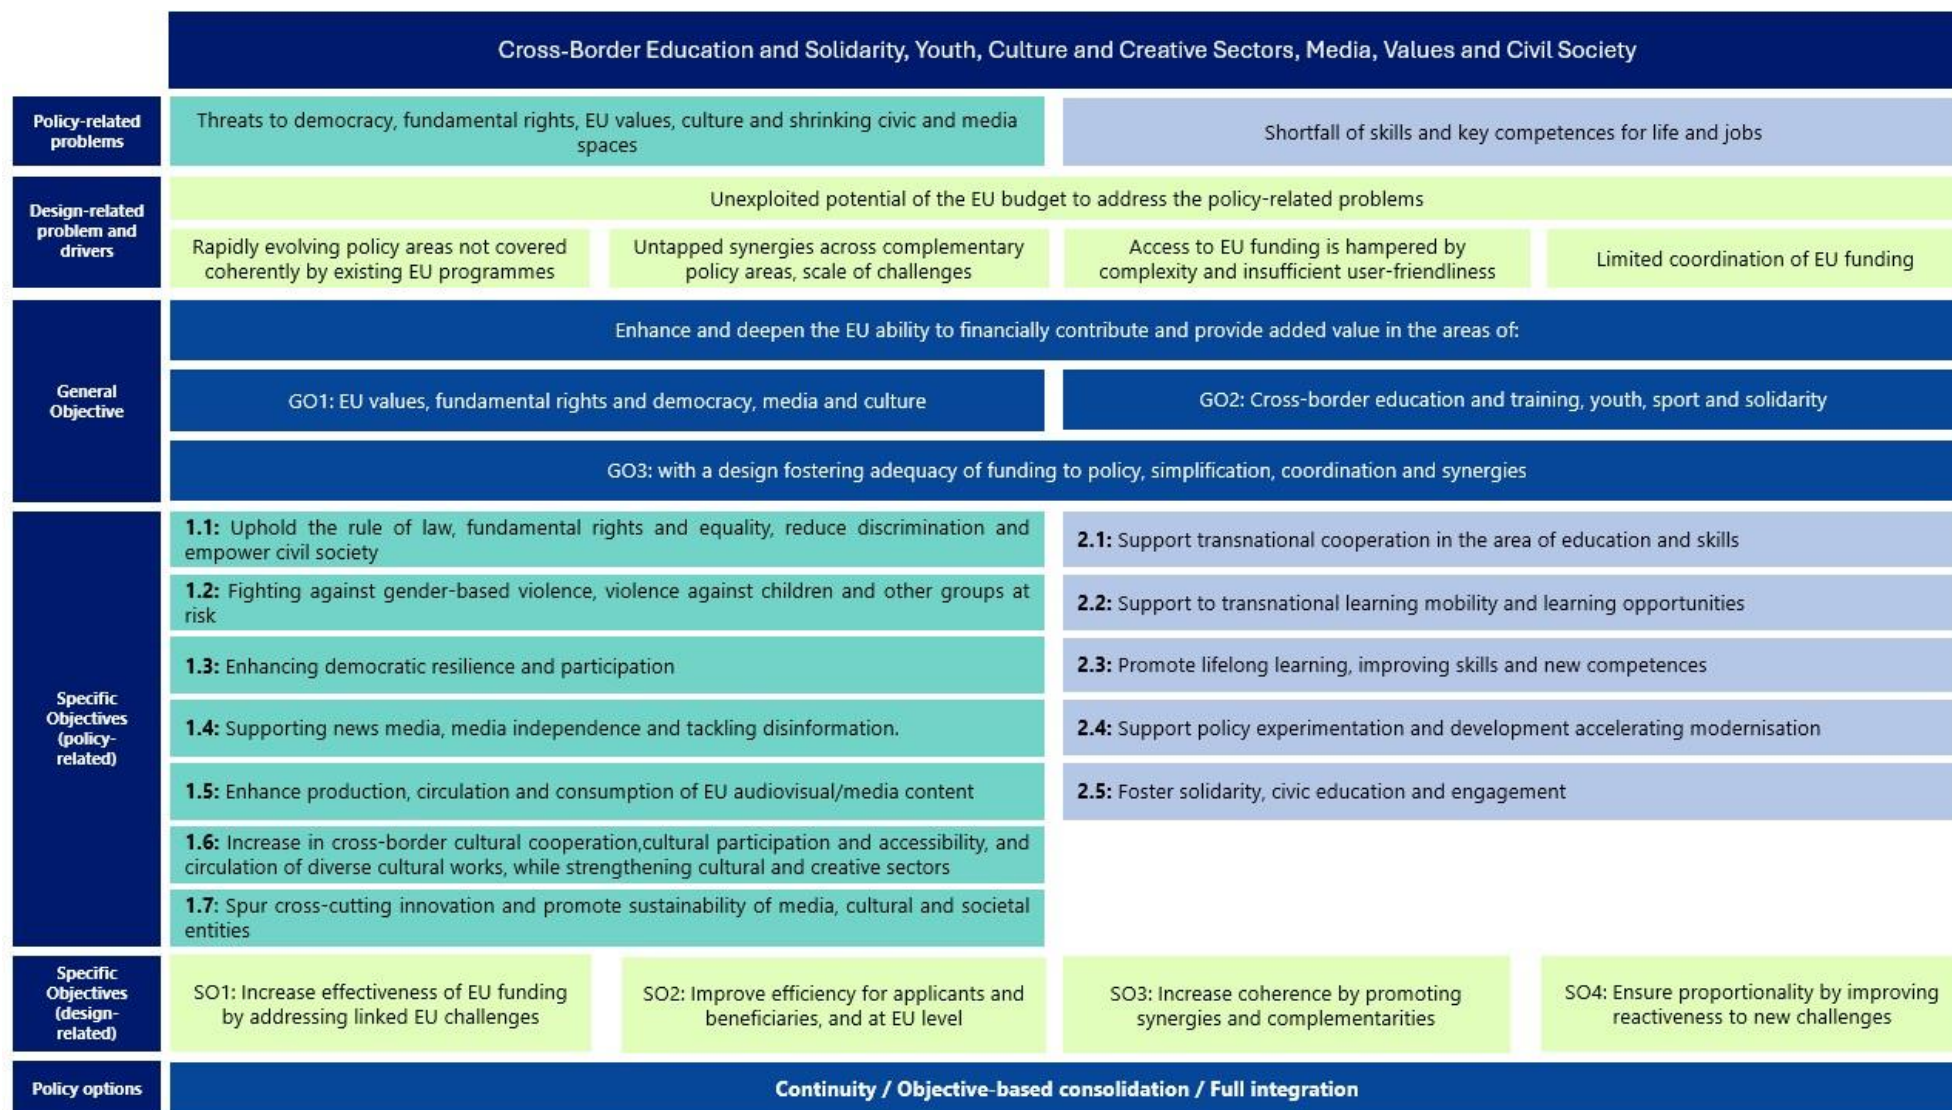 Cross-Border Education and Solidarity, Youth, Culture and Creative Sectors, Media, Values and Civil Society
Policy-related
problems
Threats to democracy, fundamental rights, EU values, culture and shrinking civic and media
spaces
Shortfall of skills and key competences for life and jobs
Design-related
problem and
drivers
Unexploited potential of the EU budget to address the policy-related problems
Rapidly evolving policy areas not covered
coherently by existing EU programmes
Untapped synergies across complementary
policy areas, scale of challenges
Access to EU funding is hampered by
complexity and insufficient user-friendliness
Limited coordination of EU funding
General
Objective
Enhance and deepen the EU ability to financially contribute and provide added value in the areas of:
GO1: EU values, fundamental rights and democracy, media and culture
GO2: Cross-border education and training, youth, sport and solidarity
GO3: with a design fostering adequacy of funding to policy, simplification, coordination and synergies
Specific
Objectives
(policy-
related)
1.1: Uphold the rule of law, fundamental rights and equality, reduce discrimination and
empower civil society
1.2: Fighting against gender-based violence, violence against children and other groups at
risk
1.3: Enhancing democratic resilience and participation
1.4: Supporting news media, media independence and tackling disinformation.
1.5: Enhance production, circulation and consumption of EU audiovisual/media content
1.6: Increase in cross-border cultural cooperation,cultural participation and accessibility, and
circulation of diverse cultural works, while strengthening cultural and creative sectors
1.7: Spur cross-cutting innovation and promote sustainability of media, cultural and societal
entities
2.1: Support transnational cooperation in the area of education and skills
2.2: Support to transnational learning mobility and learning opportunities
2.3: Promote lifelong learning, improving skills and new competences
2.4: Support policy experimentation and development accelerating modernisation
2.5: Foster solidarity, civic education and engagement
Specific
Objectives
(design-
related)
SO1: Increase effectiveness of EU funding
by addressing linked EU challenges
SO2: Improve efficiency for applicants and
beneficiaries, and at EU level
SO3: Increase coherence by promoting
synergies and complementarities
SO4: Ensure proportionality by improving
reactiveness to new challenges
Policy options
Continuity / Objective-based consolidation / Full integration